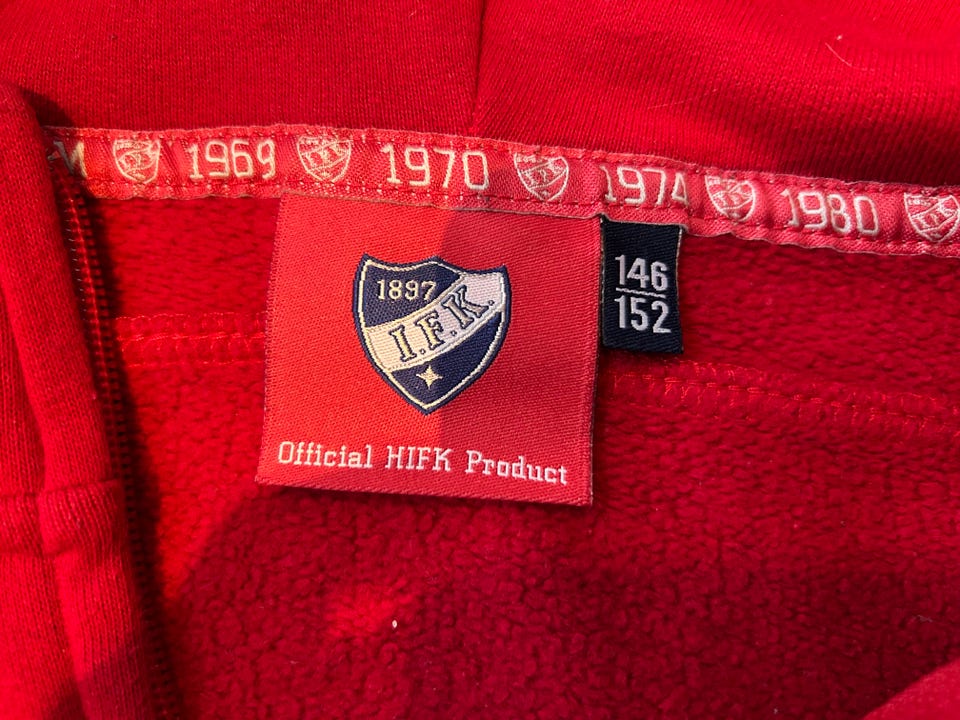 M 1969 1970 1974 1980
1897
I.F.K.
Official HIFK Product
146
152